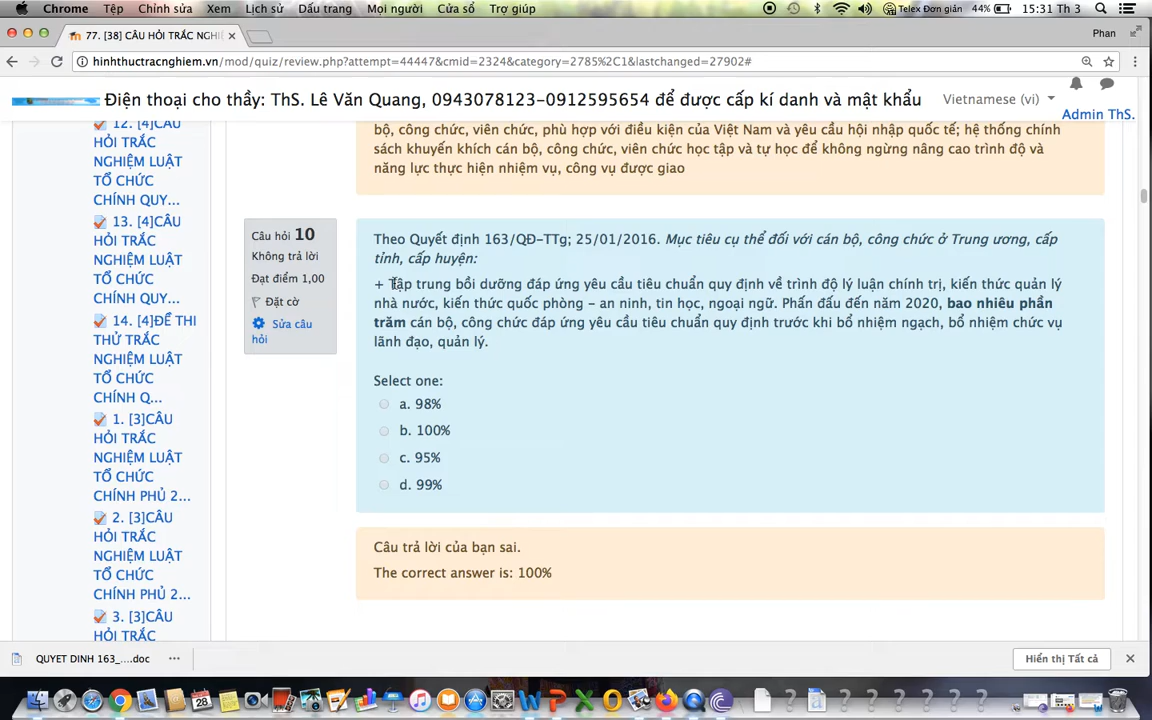 Chrome Tệp Chỉnh sửa Xem Lịch sử Dấu trang Mọi người Cửa sổ Trợ giúp Telex Đơn giản 44% 15:31 Th 3
77. [38] CÂU HỎI TRẮC NGHI Phan
hinhthuctracnghiem.vn/mod/quiz/review.php?attempt=44447&cmid=2324&category=2785%2C1&lastchanged=27902#
Điện thoại cho thầy: ThS. Lê Văn Quang, 0943078123-0912595654 để được cấp kí danh và mật khẩu Vietnamese (vi)
Admin ThS.
12. [4]CÂU
HỎI TRẮC
NGHIỆM LUẬT
TỔ CHỨC
CHÍNH QUY...
13. [4]CÂU
HỎI TRẮC
NGHIỆM LUẬT
TỔ CHỨC
CHÍNH QUY...
14. [4]ĐỀ THI
THỬ TRẮC
NGHIỆM LUẬT
TỔ CHỨC
CHÍNH Q...
1. [3]CÂU
HỎI TRẮC
NGHIỆM LUẬT
TỔ CHỨC
CHÍNH PHỦ 2...
2. [3]CÂU
HỎI TRẮC
NGHIỆM LUẬT
TỔ CHỨC
CHÍNH PHỦ 2...
3. [3]CÂU
HỎI TRẮC
bộ, công chức, viên chức, phù hợp với điều kiện của Việt Nam và yêu cầu hội nhập quốc tế; hệ thống chính
sách khuyến khích cán bộ, công chức, viên chức học tập và tự học để không ngừng nâng cao trình độ và
năng lực thực hiện nhiệm vụ, công vụ được giao
Câu hỏi 10
Không trả lời
Đạt điểm 1,00
Đặt cờ
Sửa câu
hỏi
Theo Quyết định 163/QĐ-TTg; 25/01/2016. Mục tiêu cụ thể đối với cán bộ, công chức ở Trung ương, cấp
tỉnh, cấp huyện:
+ Tập trung bồi dưỡng đáp ứng yêu cầu tiêu chuẩn quy định về trình độ lý luận chính trị, kiến thức quản lý
nhà nước, kiến thức quốc phòng - an ninh, tin học, ngoại ngữ. Phấn đấu đến năm 2020, bao nhiêu phần
trăm cán bộ, công chức đáp ứng yêu cầu tiêu chuẩn quy định trước khi bổ nhiệm ngạch, bổ nhiệm chức vụ
lãnh đạo, quản lý.
Select one:
a. 98%
b. 100%
c. 95%
d. 99%
Câu trả lời của bạn sai.
The correct answer is: 100%
QUYET DINH 163_....doc Hiển thị Tất cả